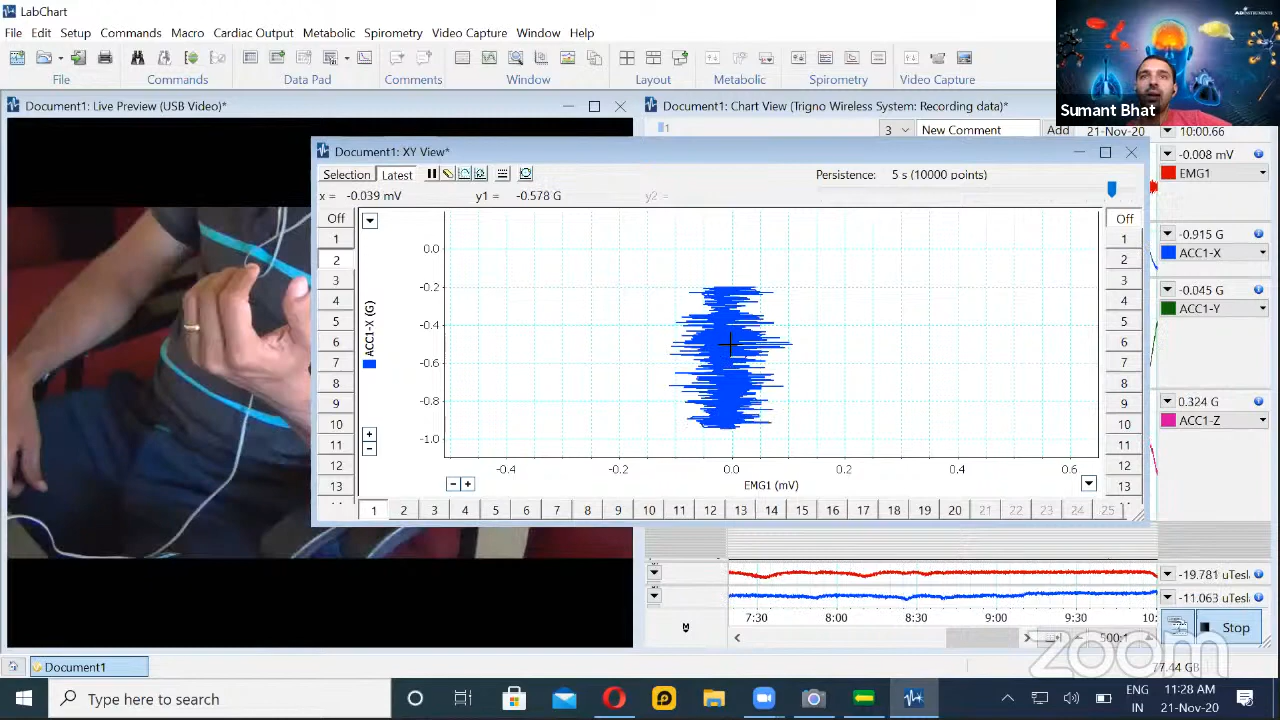 LabChart
File Edit Setup Commands Macro Cardiac Output Metabolic Spirometry Video Capture Window Help
File Commands Data Pad Comments Window Layout Metabolic Spirometry Video Capture
ADINSTRUMENTS
Sumant Bhat
Document1: Live Preview (USB Video)*
Document1: Chart View (Trigno Wireless System: Recording data)*
1
3 New Comment Add 21-Nov-20 10:00.66
Document1: XY View*
Selection Latest Persistence: 5 s (10000 points)
x = -0.039 mV y1 = -0.578 G y2 =
-0.008 mV
EMG1
-0.915 G
ACC1-X
-0.045 G
ACC1-Y
0.324 G
ACC1-Z
Off
1
2
3
4
5
6
7
8
9
10
11
12
13
ACC1-X (G)
0.0
-0.2
-0.4
-0.6
-0.8
-1.0
-0.4 -0.2 0.0 0.2 0.4 0.6
EMG1 (mV)
Off
1
2
3
4
5
6
7
8
9
10
11
12
13
1 2 3 4 5 6 7 8 9 10 11 12 13 14 15 16 17 18 19 20 21 22 23 24 25
-19.781 uTesl
-11.063 uTesl
7:30 8:00 8:30 9:00 9:30 10:
500:1 Stop
zoom
77.44 GB
Document1
Type here to search
ENG
IN
11:28 AM
21-Nov-20